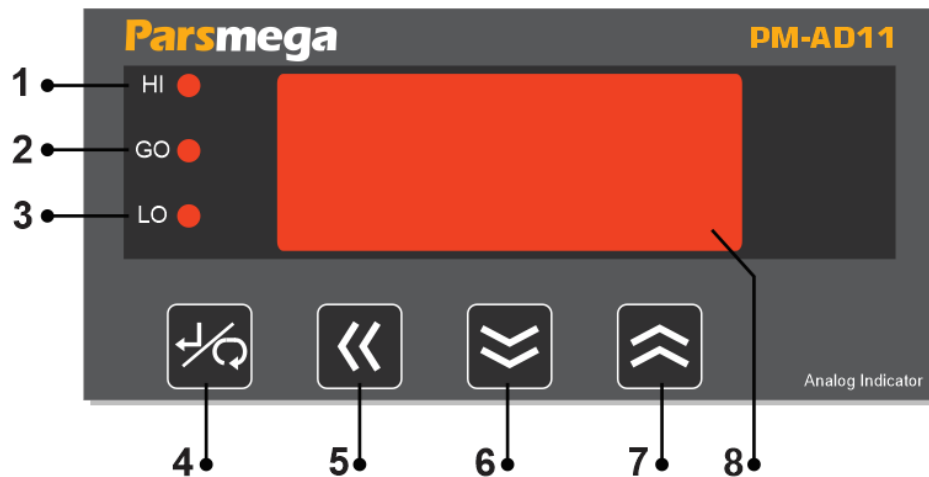 Parsmega PM-AD11
1 HI
2 GO
3 LO
Analog Indicator
4 5 6 7 8